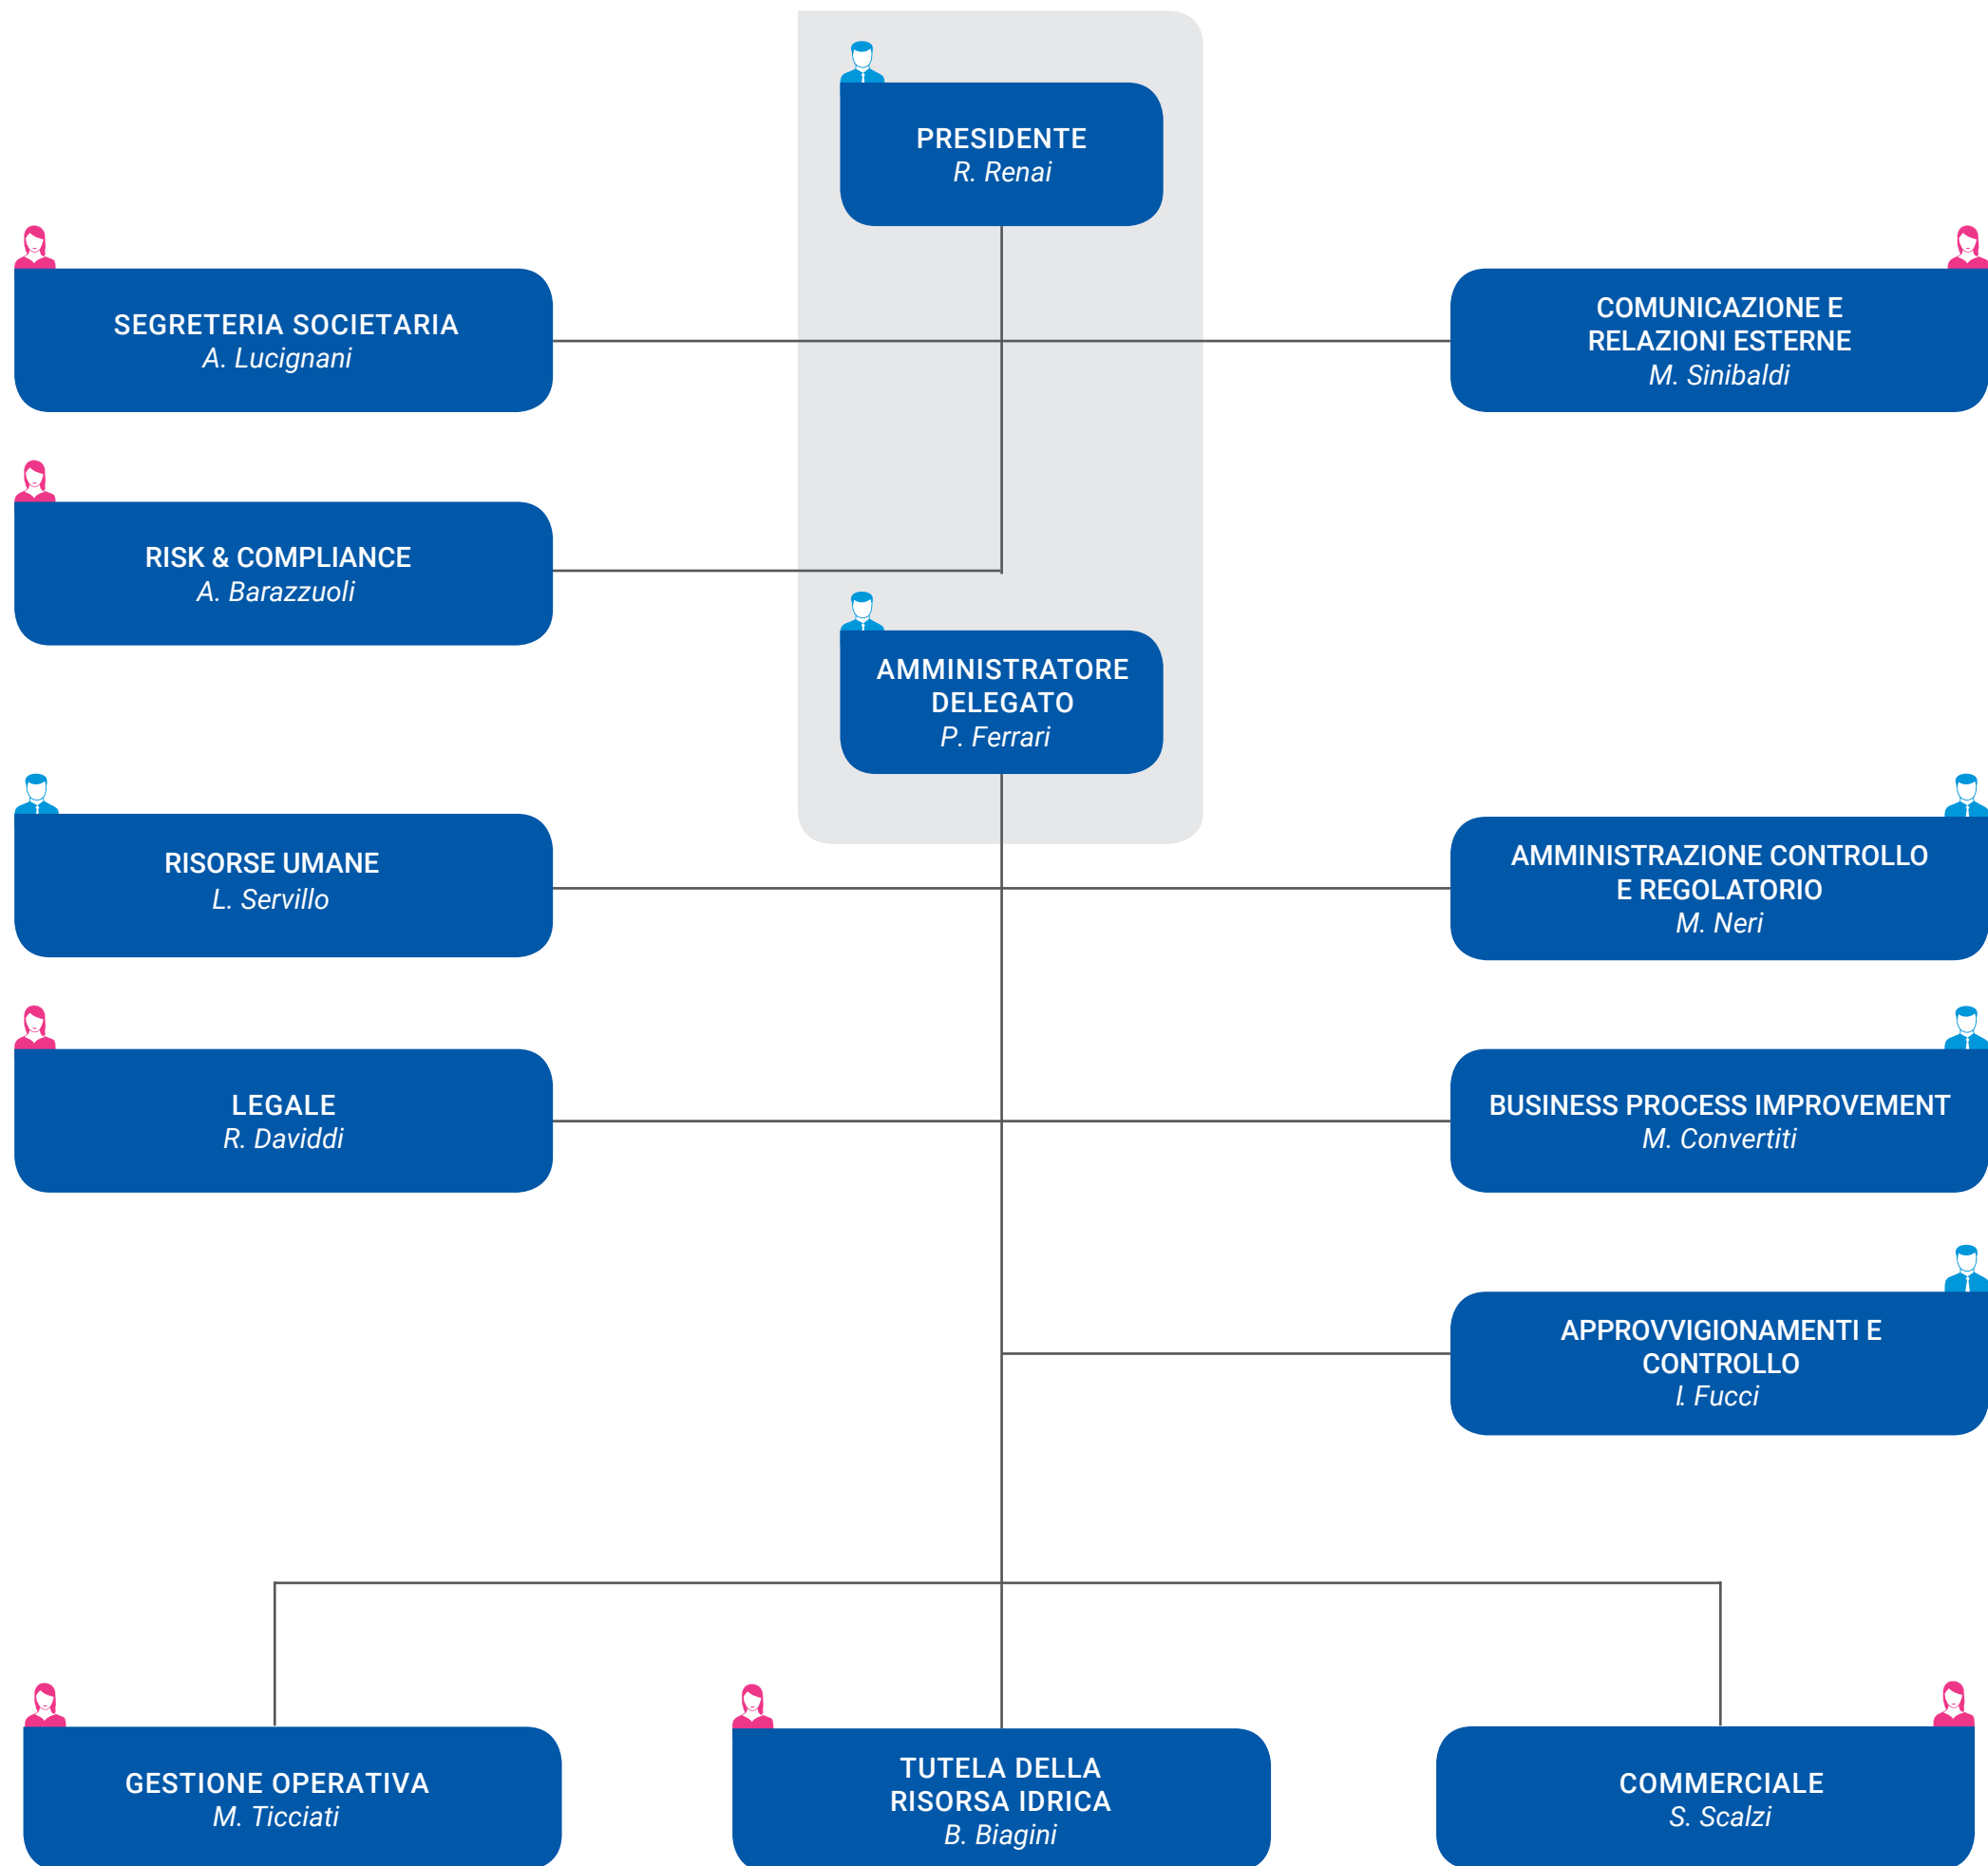 PRESIDENTE
R. Renai
SEGRETERIA SOCIETARIA
A. Lucignani
COMUNICAZIONE E
RELAZIONI ESTERNE
M. Sinibaldi
RISK & COMPLIANCE
A. Barazzuoli
AMMINISTRATORE
DELEGATO
P. Ferrari
RISORSE UMANE
L. Servillo
AMMINISTRAZIONE CONTROLLO
E REGOLATORIO
M. Neri
LEGALE
R. Daviddi
BUSINESS PROCESS IMPROVEMENT
M. Convertiti
APPROVVIGIONAMENTI E
CONTROLLO
I. Fucci
GESTIONE OPERATIVA
M. Ticciati
TUTELA DELLA
RISORSA IDRICA
B. Biagini
COMMERCIALE
S. Scalzi